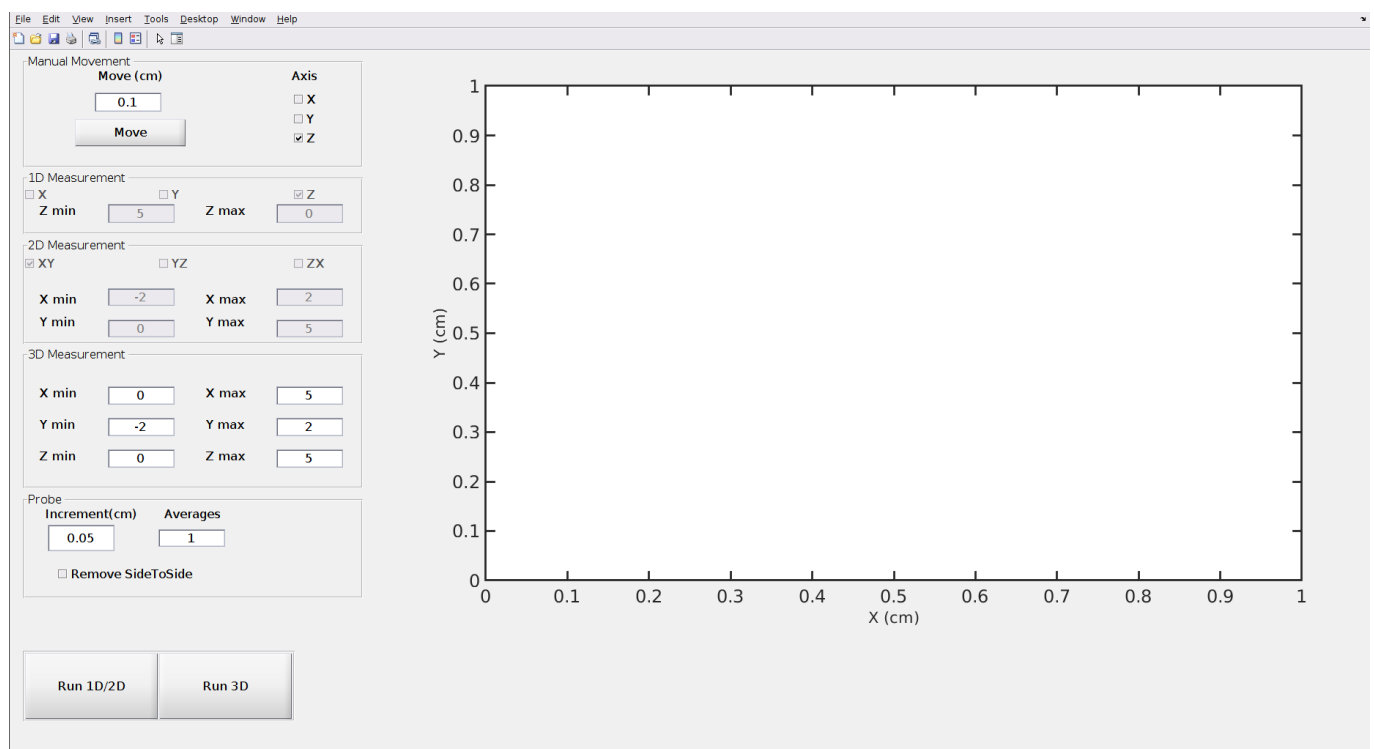 File Edit View Insert Tools Desktop Window Help
Manual Movement
Move (cm) Axis
0.1 X
Y
Move Z
1D Measurement
X Y Z
Z min 5 Z max 0
2D Measurement
XY YZ ZX
X min -2 X max 2
Y min 0 Y max 5
3D Measurement
X min 0 X max 5
Y min -2 Y max 2
Z min 0 Z max 5
Probe
Increment(cm) Averages
0.05 1
Remove SideToSide
Run 1D/2D Run 3D
1
0.9
0.8
0.7
0.6
0.5
0.4
0.3
0.2
0.1
0
Y (cm)
0 0.1 0.2 0.3 0.4 0.5 0.6 0.7 0.8 0.9 1
X (cm)